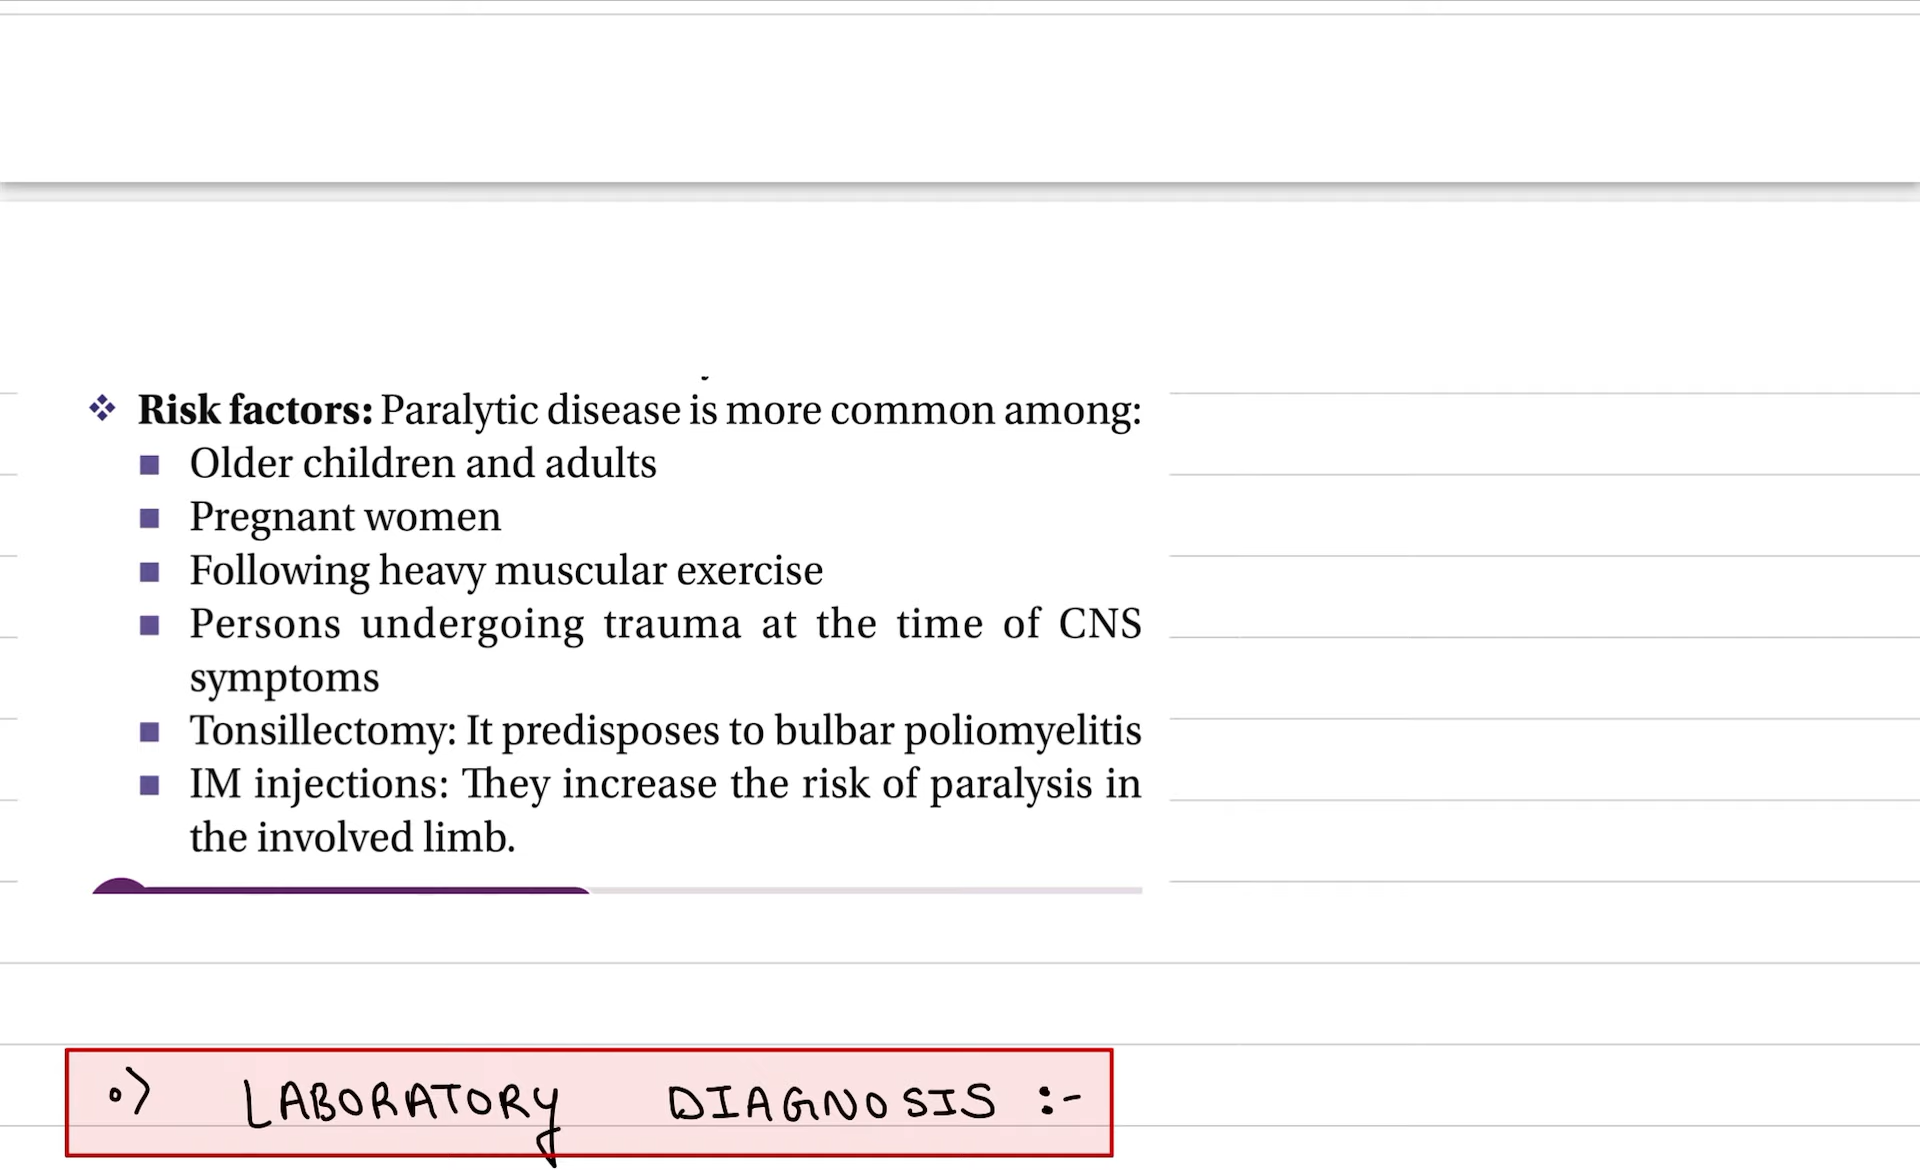 ❖ Risk factors: Paralytic disease is more common among:
■ Older children and adults
■ Pregnant women
■ Following heavy muscular exercise
■ Persons undergoing trauma at the time of CNS
symptoms
■ Tonsillectomy: It predisposes to bulbar poliomyelitis
■ IM injections: They increase the risk of paralysis in
the involved limb.
०) LABORATORY DIAGNOSIS :-